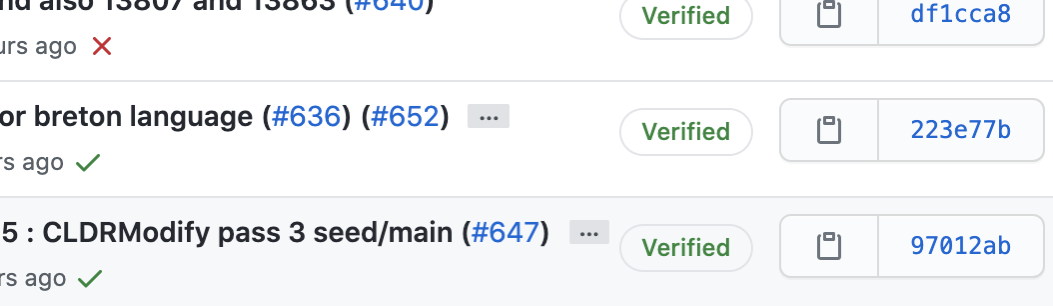 nd also 13807 and 13863 (#640)
Verified
df1cca8
urs ago
or breton language (#636) (#652) ...
Verified
223e77b
rs ago
5 : CLDRModify pass 3 seed/main (#647) ...
Verified
97012ab
rs ago